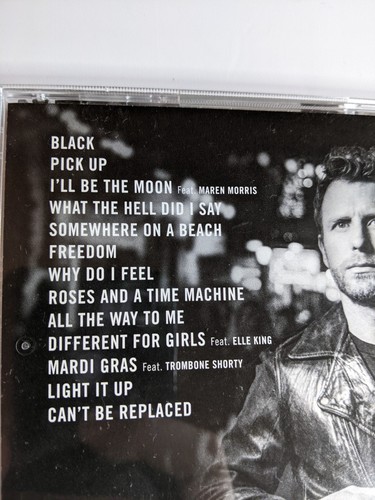 BLACK
PICK UP
I'LL BE THE MOON Feat. MAREN MORRIS
WHAT THE HELL DID I SAY
SOMEWHERE ON A BEACH
FREEDOM
WHY DO I FEEL
ROSES AND A TIME MACHINE
ALL THE WAY TO ME
DIFFERENT FOR GIRLS Feat. ELLE KING
MARDI GRAS Feat. TROMBONE SHORTY
LIGHT IT UP
CAN'T BE REPLACED